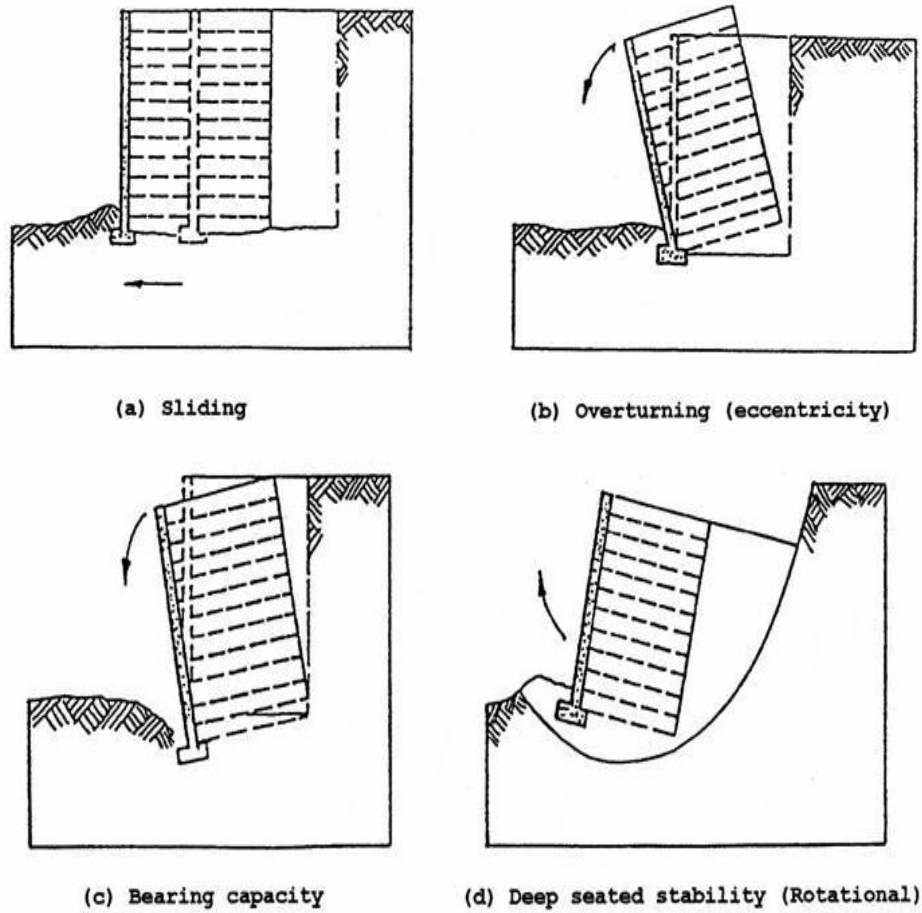 (a) Sliding
(b) Overturning (eccentricity)
(c) Bearing capacity
(d) Deep seated stability (Rotational)